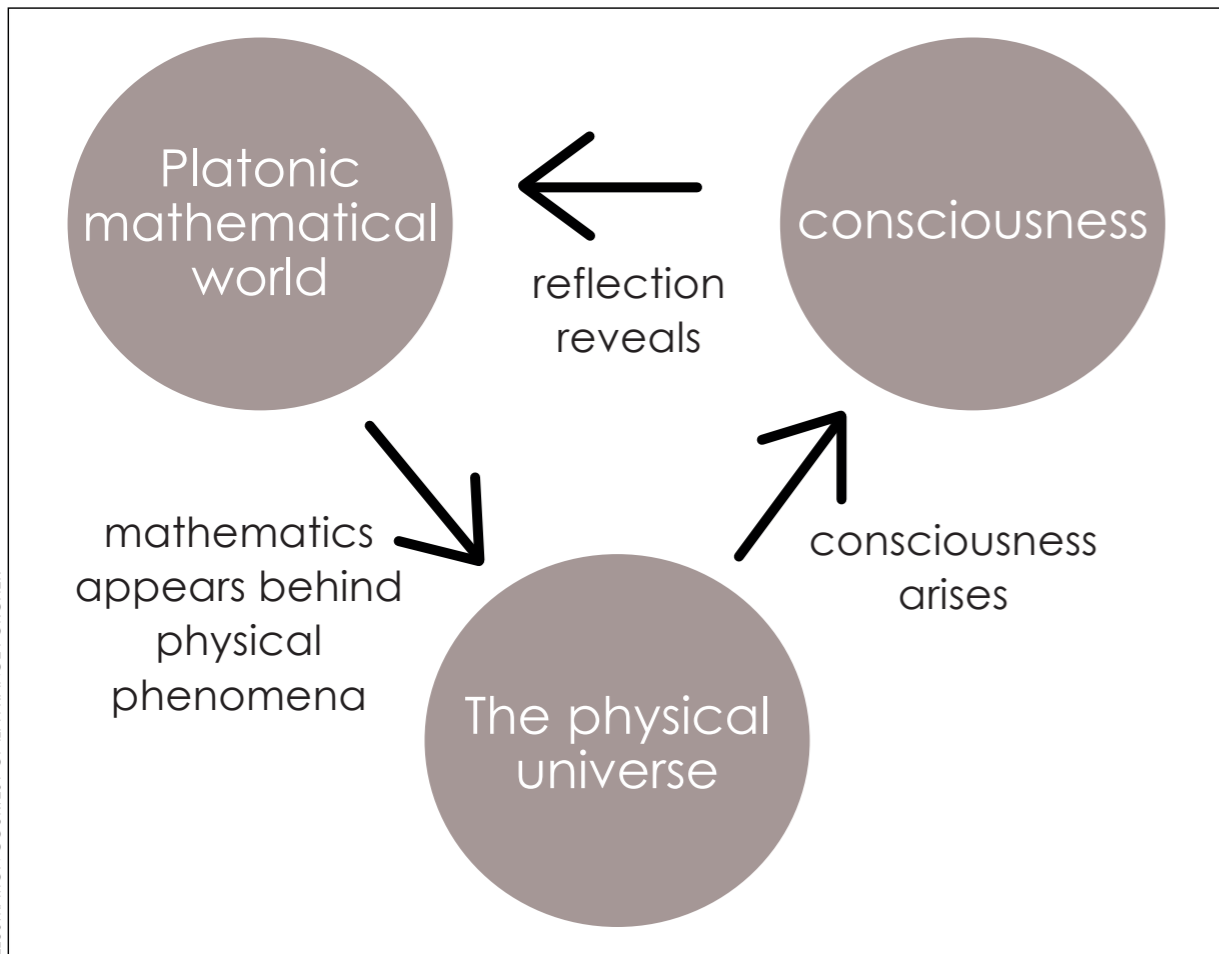 Platonic
mathematical
world
consciousness
reflection
reveals
mathematics
appears behind
physical
phenomena
consciousness
arises
The physical
universe